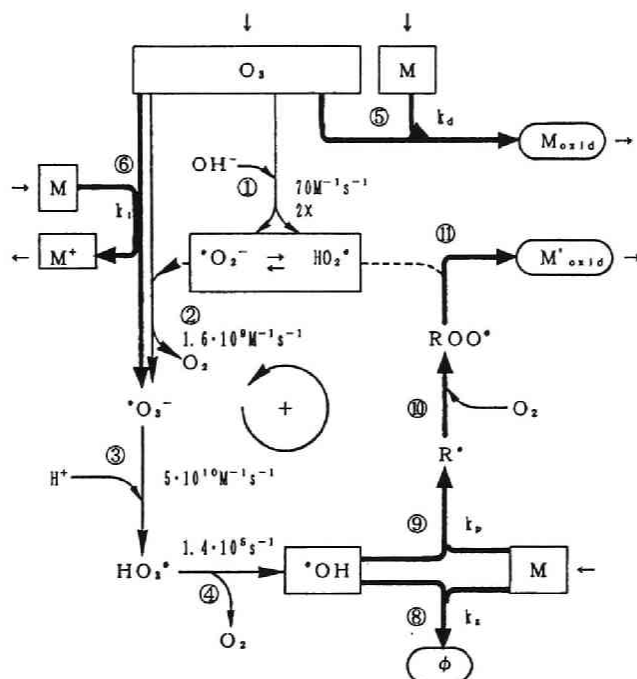 ↓
↓
O₃
M
⑤
k_d
M_oxid
→
⑥
OH⁻
①
70M⁻¹s⁻¹
2X
→
M
k_i
←
M⁺
•O₂⁻ ⇄ HO₂•
⑪
M'_oxid
→
②
1.6·10⁹M⁻¹s⁻¹
O₂
ROO•
•O₃⁻
+
⑩
O₂
③
H⁺
5·10¹⁰M⁻¹s⁻¹
R•
⑨
k_p
HO₃•
1.4·10⁵s⁻¹
•OH
M
←
④
O₂
⑧
k_s
ϕ